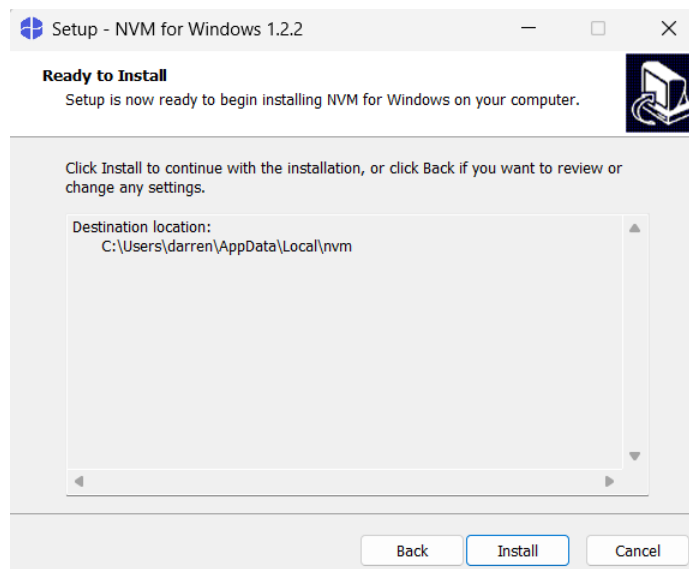 Setup - NVM for Windows 1.2.2
Ready to Install
Setup is now ready to begin installing NVM for Windows on your computer.
Click Install to continue with the installation, or click Back if you want to review or
change any settings.
Destination location:
C:\Users\darren\AppData\Local\nvm
Back
Install
Cancel